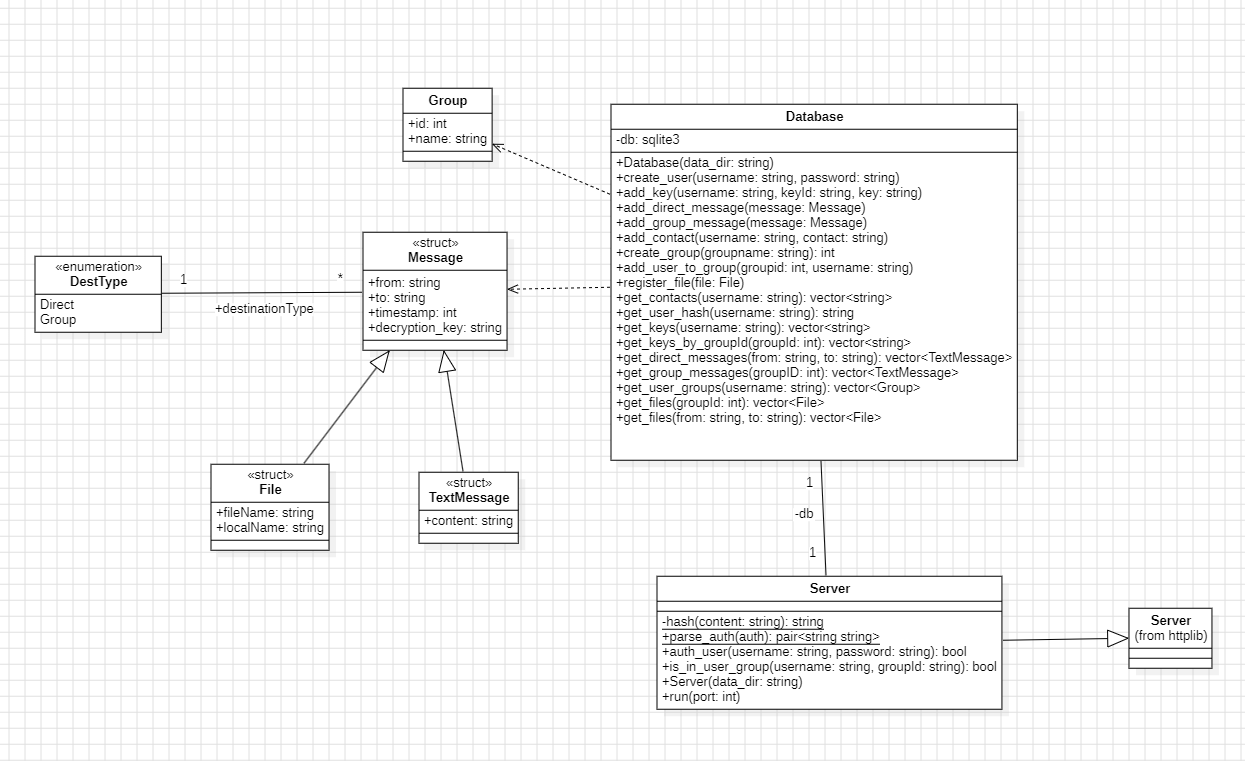 Group
+id: int
+name: string
Database
-db: sqlite3
+Database(data_dir: string)
+create_user(username: string, password: string)
+add_key(username: string, keyId: string, key: string)
+add_direct_message(message: Message)
+add_group_message(message: Message)
+add_contact(username: string, contact: string)
+create_group(groupname: string): int
+add_user_to_group(groupid: int, username: string)
+register_file(file: File)
+get_contacts(username: string): vector<string>
+get_user_hash(username: string): string
+get_keys(username: string): vector<string>
+get_keys_by_groupId(groupId: int): vector<string>
+get_direct_messages(from: string, to: string): vector<TextMessage>
+get_group_messages(groupID: int): vector<TextMessage>
+get_user_groups(username: string): vector<Group>
+get_files(groupId: int): vector<File>
+get_files(from: string, to: string): vector<File>
«enumeration»
DestType
Direct
Group
1
*
+destinationType
«struct»
Message
+from: string
+to: string
+timestamp: int
+decryption_key: string
«struct»
File
+fileName: string
+localName: string
«struct»
TextMessage
+content: string
1
-db
1
Server
-hash(content: string): string
+parse_auth(auth): pair<string string>
+auth_user(username: string, password: string): bool
+is_in_user_group(username: string, groupId: string): bool
+Server(data_dir: string)
+run(port: int)
Server
(from httplib)